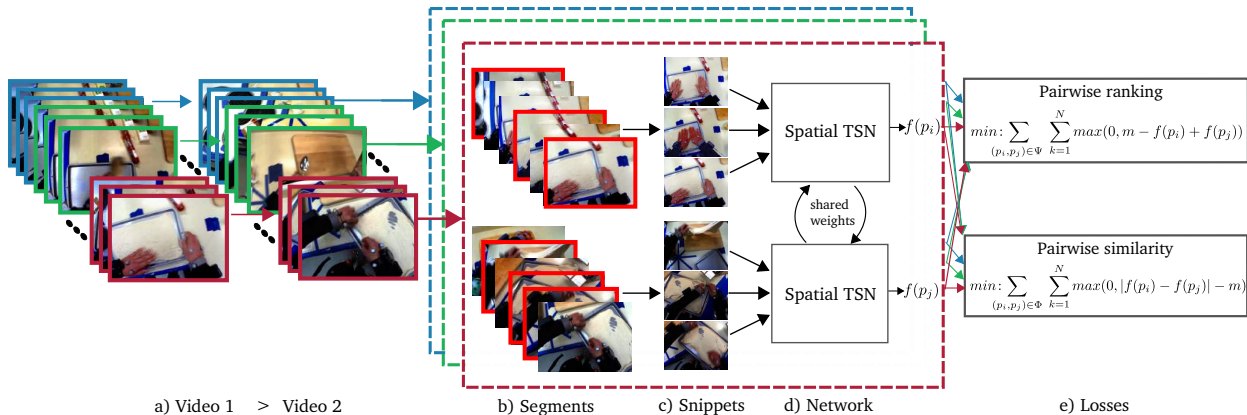 Spatial TSN
f(p_i)
shared
weights
Spatial TSN
f(p_j)
Pairwise ranking
min: ∑_{(p_i,p_j)∈Ψ} ∑_{k=1}^{N} max(0, m − f(p_i) + f(p_j))
Pairwise similarity
min: ∑_{(p_i,p_j)∈Φ} ∑_{k=1}^{N} max(0, |f(p_i) − f(p_j)| − m)
a) Video 1 > Video 2
b) Segments
c) Snippets
d) Network
e) Losses